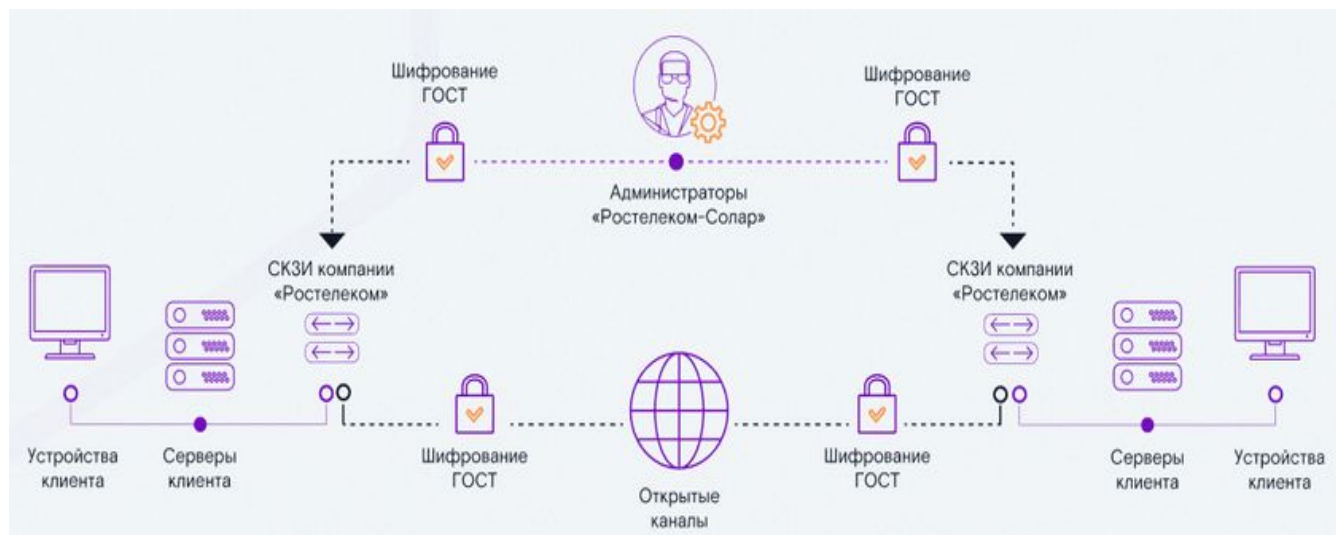 Шифрование
ГОСТ
Шифрование
ГОСТ
Администраторы
«Ростелеком-Солар»
СКЗИ компании
«Ростелеком»
СКЗИ компании
«Ростелеком»
Устройства
клиента
Серверы
клиента
Шифрование
ГОСТ
Открытые
каналы
Шифрование
ГОСТ
Серверы
клиента
Устройства
клиента